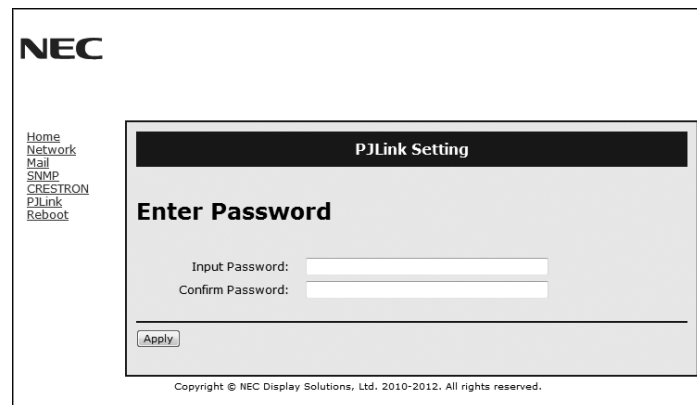 NEC
Home
Network
Mail
SNMP
CRESTRON
PJLink
Reboot
PJLink Setting
Enter Password
Input Password:
Confirm Password:
Apply
Copyright © NEC Display Solutions, Ltd. 2010-2012. All rights reserved.